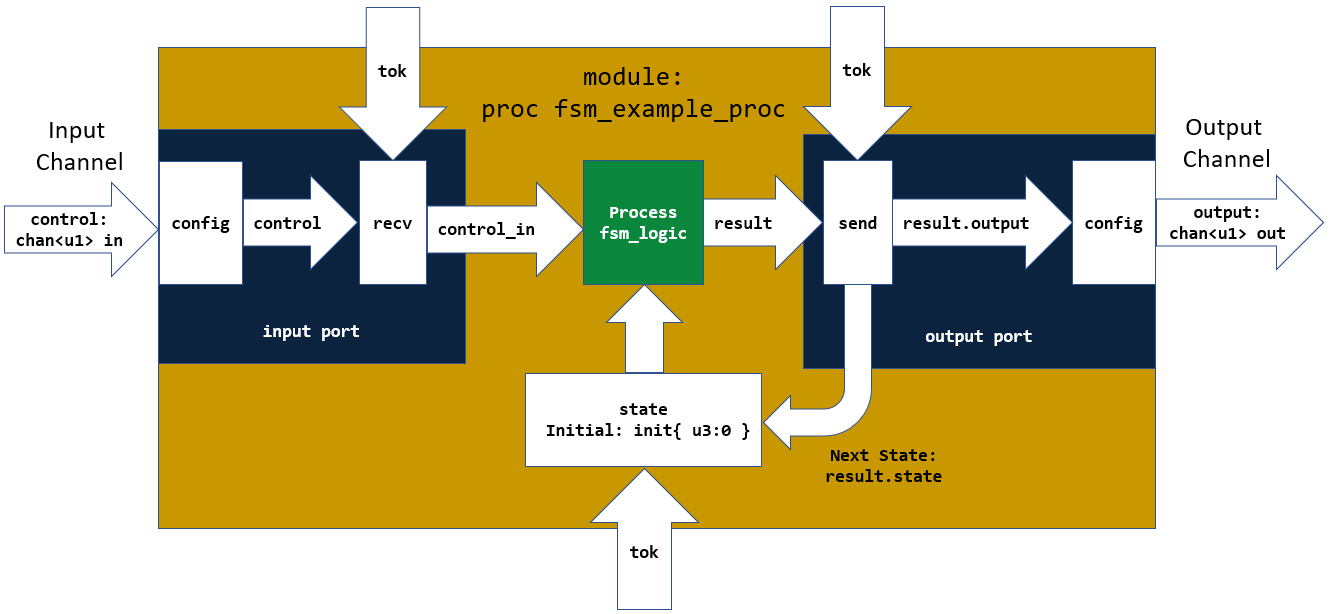 tok
tok
module:
proc fsm_example_proc
Input
Channel
Output
Channel
control:
chan<u1> in
config
control
recv
control_in
Process
fsm_logic
result
send
result.output
config
output:
chan<u1> out
input port
output port
state
Initial: init{ u3:0 }
Next State:
result.state
tok